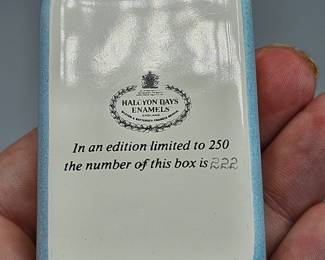 HALCYON DAYS
ENAMELS
ENGLAND
In an edition limited to 250
the number of this box is 222